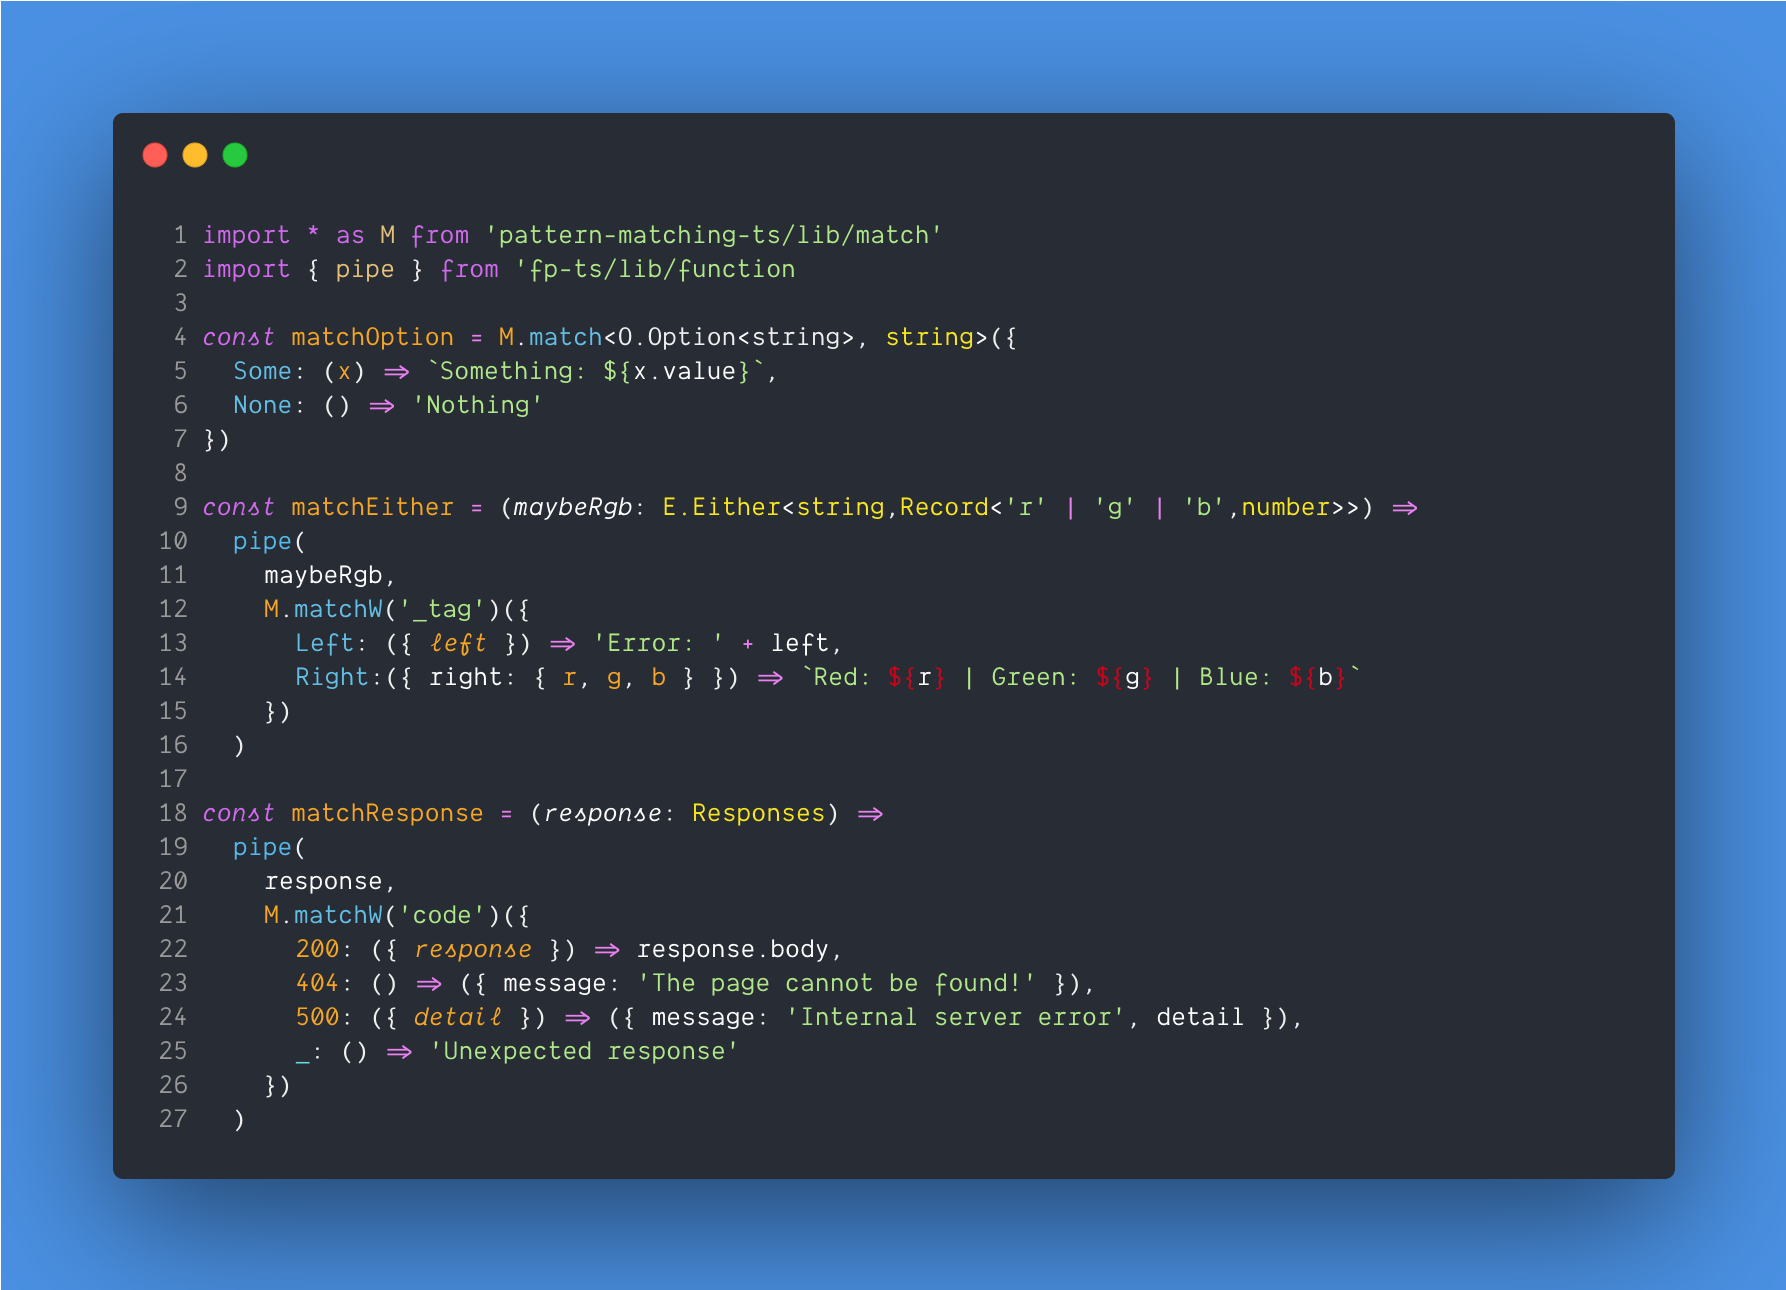 1 import * as M from 'pattern-matching-ts/lib/match'
2 import { pipe } from 'fp-ts/lib/function
3
4 const matchOption = M.match<O.Option<string>, string>({
5   Some: (x) => `Something: ${x.value}`,
6   None: () => 'Nothing'
7 })
8
9 const matchEither = (maybeRgb: E.Either<string,Record<'r' | 'g' | 'b',number>>) =>
10   pipe(
11     maybeRgb,
12     M.matchW('_tag')({
13       Left: ({ left }) => 'Error: ' + left,
14       Right:({ right: { r, g, b } }) => `Red: ${r} | Green: ${g} | Blue: ${b}`
15     })
16   )
17
18 const matchResponse = (response: Responses) =>
19   pipe(
20     response,
21     M.matchW('code')({
22       200: ({ response }) => response.body,
23       404: () => ({ message: 'The page cannot be found!' }),
24       500: ({ detail }) => ({ message: 'Internal server error', detail }),
25       _: () => 'Unexpected response'
26     })
27   )